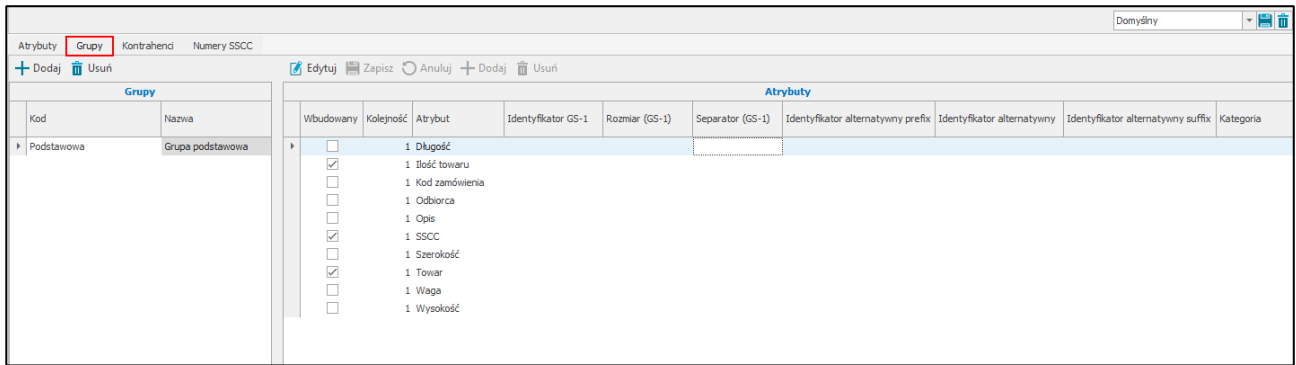 Domyślny
Atrybuty Grupy Kontrahenci Numery SSCC
Dodaj Usuń Edytuj Zapisz Anuluj Dodaj Usuń
Grupy Atrybuty
Kod Nazwa Wbudowany Kolejność Atrybut Identyfikator GS-1 Rozmiar (GS-1) Separator (GS-1) Identyfikator alternatywny prefix Identyfikator alternatywny Identyfikator alternatywny suffix Kategoria
Podstawowa Grupa podstawowa 1 Długość
1 Ilość towaru
1 Kod zamówienia
1 Odbiorca
1 Opis
1 SSCC
1 Szerokość
1 Towar
1 Waga
1 Wysokość